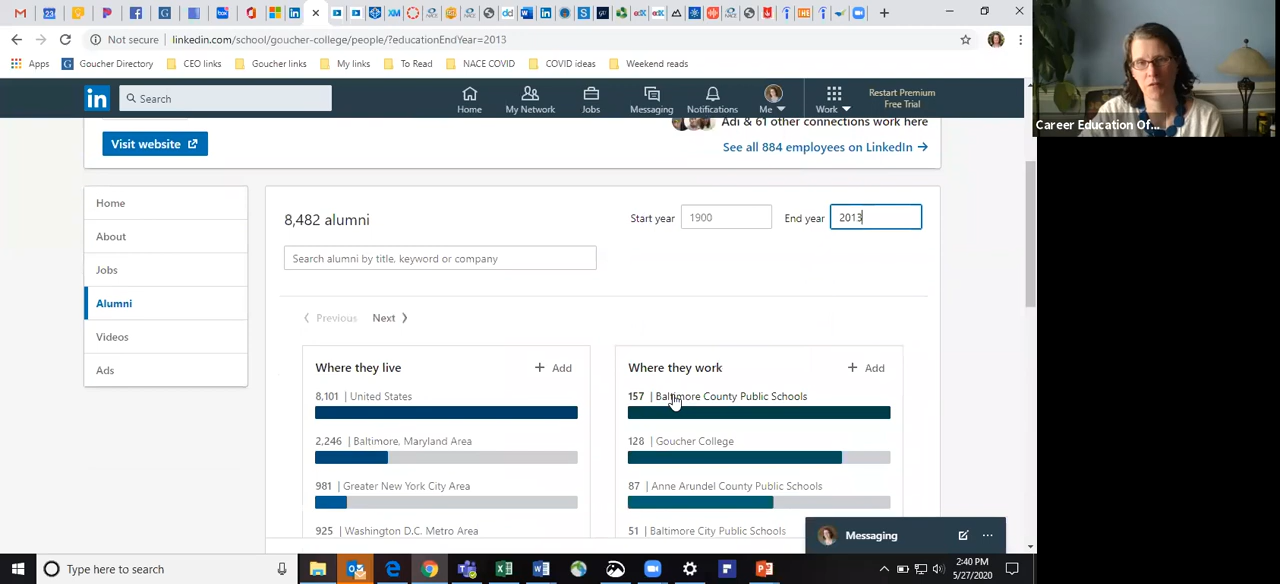 Not secure | linkedin.com/school/goucher-college/people/?educationEndYear=2013
Apps Goucher Directory CEO links Goucher links My links To Read NACE COVID COVID ideas Weekend reads
in Search Home My Network Jobs Messaging Notifications Me Work Restart Premium Free Trial
Career Education Of...
Adi & 61 other connections work here
Visit website
See all 884 employees on LinkedIn →
Home
About
Jobs
Alumni
Videos
Ads
8,482 alumni
Start year 1900 End year 2013
Search alumni by title, keyword or company
Previous Next
Where they live + Add
8,101 | United States
2,246 | Baltimore, Maryland Area
981 | Greater New York City Area
925 | Washington D.C. Metro Area
Where they work + Add
157 | Baltimore County Public Schools
128 | Goucher College
87 | Anne Arundel County Public Schools
51 | Baltimore City Public Schools
Messaging
Type here to search
2:40 PM
5/27/2020